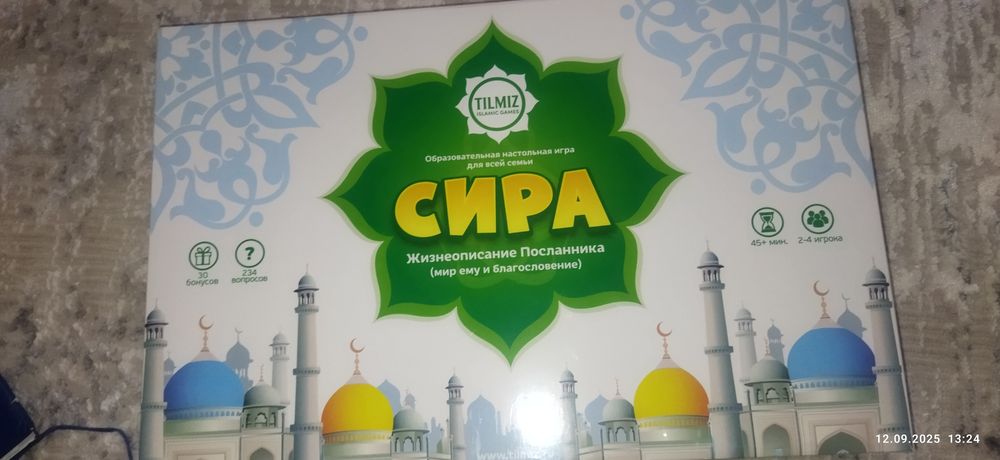 TILMIZ
ISLAMIC GAMES
Образовательная настольная игра
для всей семьи
СИРА
Жизнеописание Посланника
(мир ему и благословение)
30
бонусов
?
234
вопросов
45+ мин.
2-4 игрока
12.09.2025 13:24